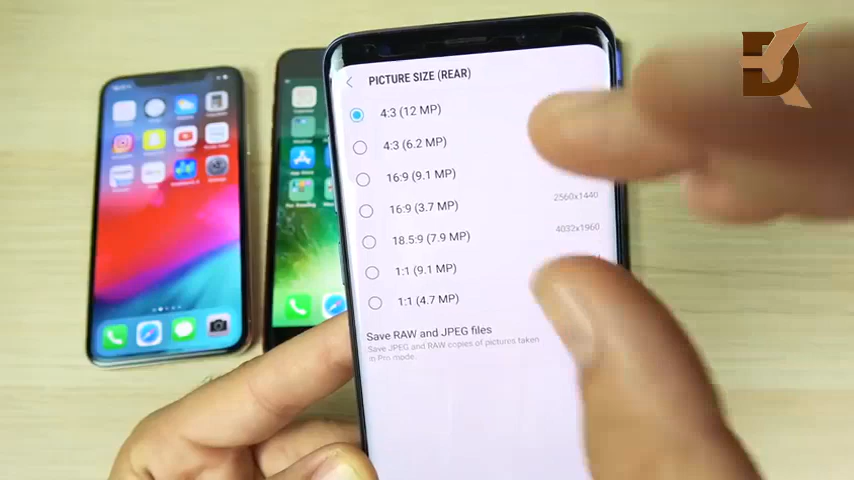 PICTURE SIZE (REAR)
4:3 (12 MP)
4:3 (6.2 MP)
16:9 (9.1 MP)
16:9 (3.7 MP) 2560x1440
18.5:9 (7.9 MP) 4032x1960
1:1 (9.1 MP)
1:1 (4.7 MP)
Save RAW and JPEG files
Save JPEG and RAW copies of pictures taken
in Pro mode.